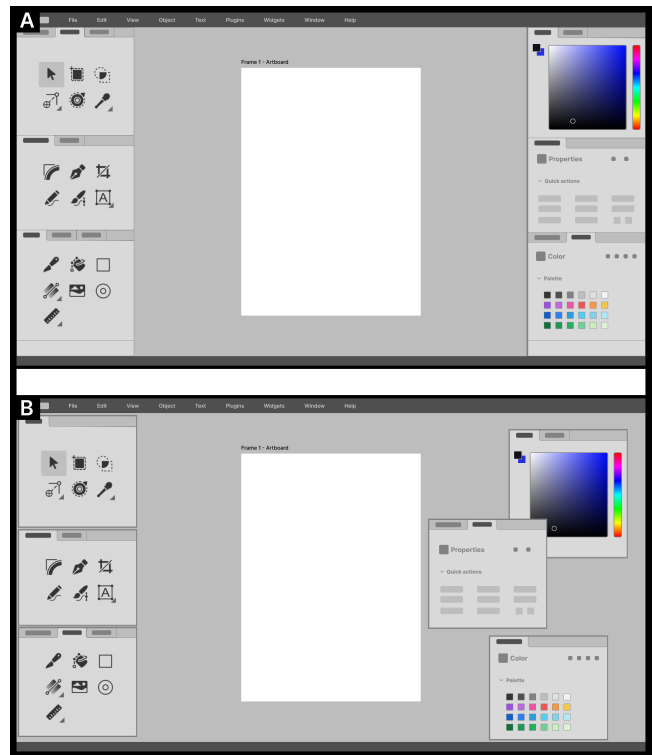 A
File Edit View Object Text Plugins Widgets Window Help
Frame 1 - Artboard
A
Properties
Quick actions
Color
Palette
B
File Edit View Object Text Plugins Widgets Window Help
Frame 1 - Artboard
A
Properties
Quick actions
Color
Palette